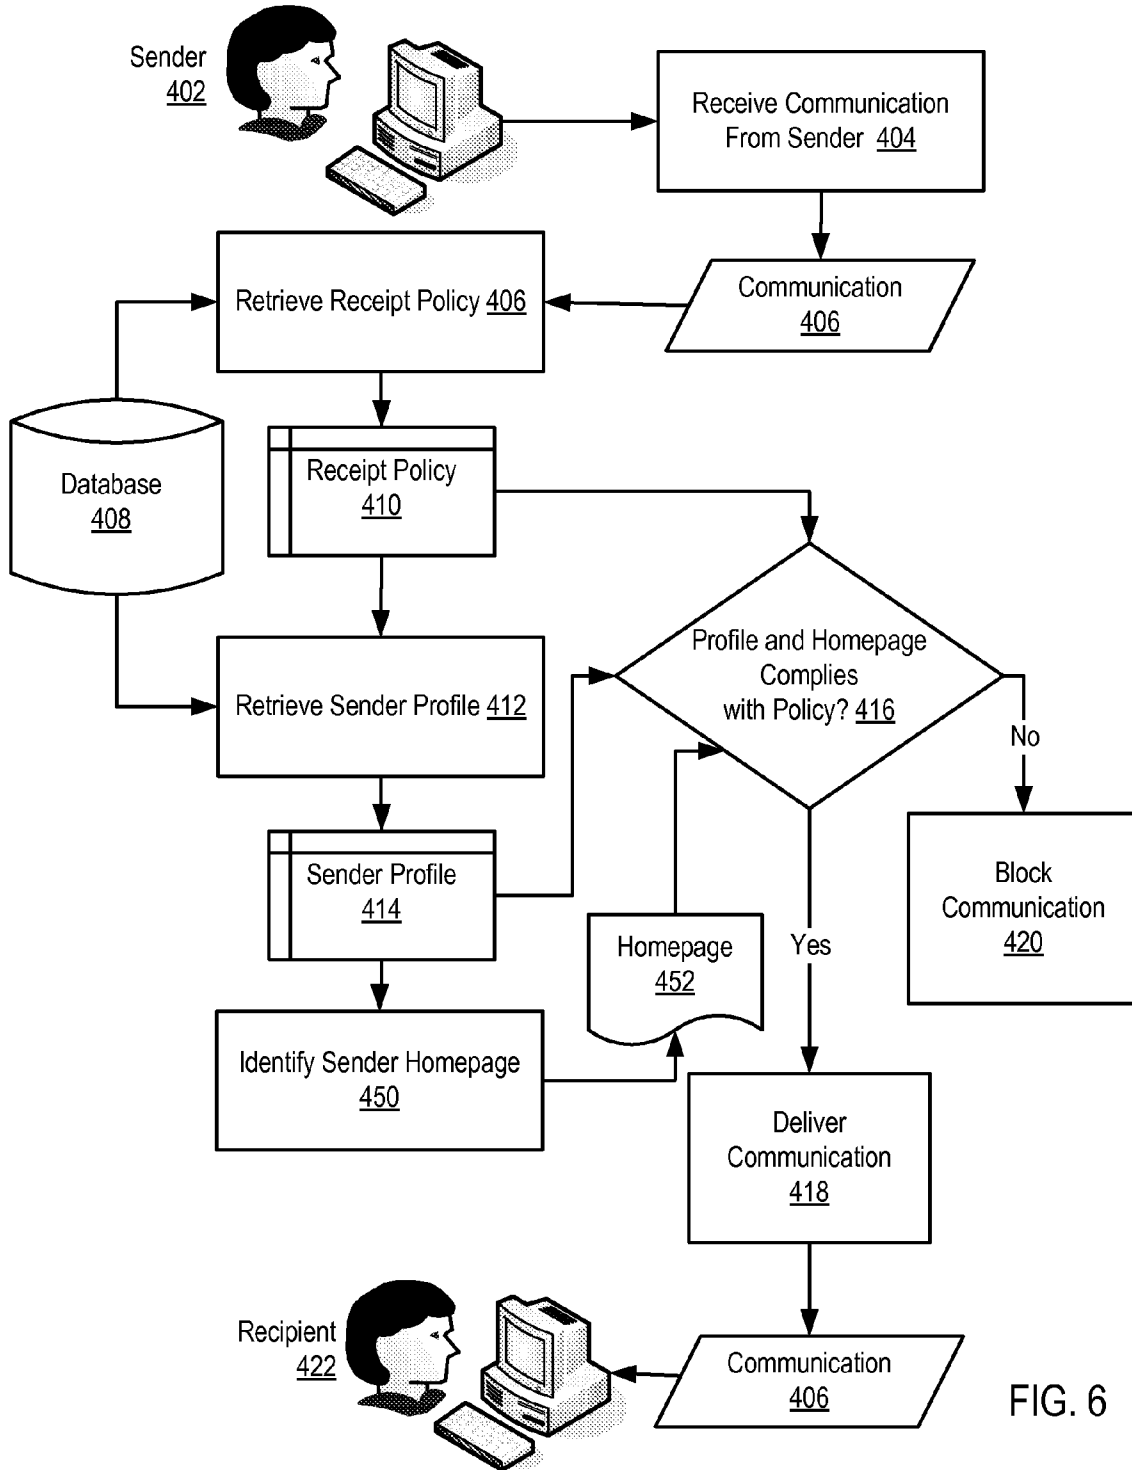 Sender
402
Receive Communication
From Sender 404
Retrieve Receipt Policy 406
Communication
406
Database
408
Receipt Policy
410
Retrieve Sender Profile 412
Profile and Homepage
Complies
with Policy? 416
No
Sender Profile
414
Homepage
452
Yes
Block
Communication
420
Identify Sender Homepage
450
Deliver
Communication
418
Recipient
422
Communication
406
FIG. 6